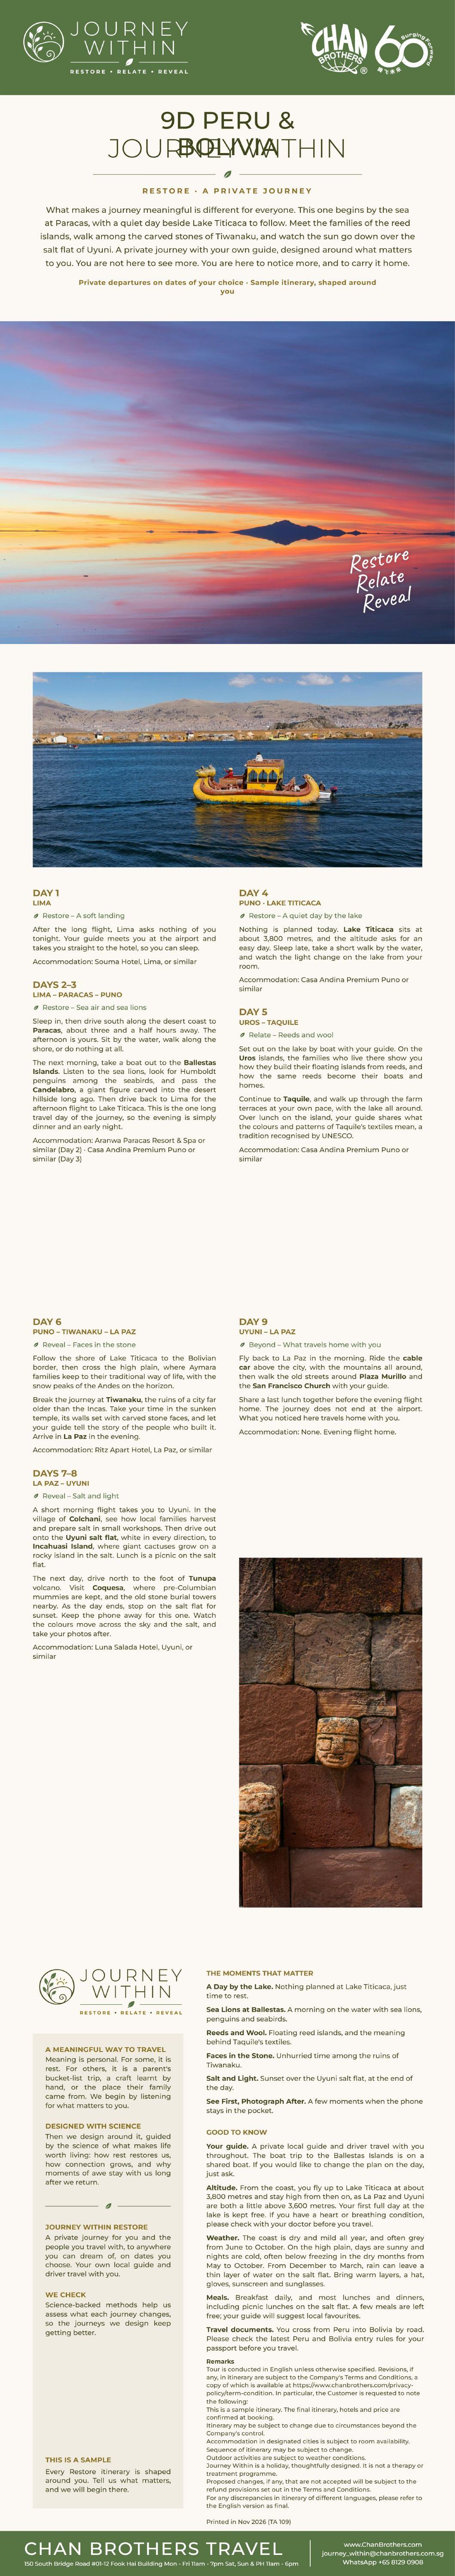 JOURNEY
WITHIN
RESTORE • RELATE • REVEAL
CHAN
BROTHERS
®
60
Surging Forward
腾飞未来
9D PERU &
BOLIVIA
JOURNEY WITHIN
RESTORE · A PRIVATE JOURNEY
What makes a journey meaningful is different for everyone. This one begins by the sea
at Paracas, with a quiet day beside Lake Titicaca to follow. Meet the families of the reed
islands, walk among the carved stones of Tiwanaku, and watch the sun go down over the
salt flat of Uyuni. A private journey with your own guide, designed around what matters
to you. You are not here to see more. You are here to notice more, and to carry it home.
Private departures on dates of your choice · Sample itinerary, shaped around
you
Restore
Relate
Reveal
DAY 1
LIMA
Restore – A soft landing
After the long flight, Lima asks nothing of you
tonight. Your guide meets you at the airport and
takes you straight to the hotel, so you can sleep.
Accommodation: Souma Hotel, Lima, or similar
DAYS 2–3
LIMA – PARACAS – PUNO
Restore – Sea air and sea lions
Sleep in, then drive south along the desert coast to
Paracas, about three and a half hours away. The
afternoon is yours. Sit by the water, walk along the
shore, or do nothing at all.
The next morning, take a boat out to the Ballestas
Islands. Listen to the sea lions, look for Humboldt
penguins among the seabirds, and pass the
Candelabro, a giant figure carved into the desert
hillside long ago. Then drive back to Lima for the
afternoon flight to Lake Titicaca. This is the one long
travel day of the journey, so the evening is simply
dinner and an early night.
Accommodation: Aranwa Paracas Resort & Spa or
similar (Day 2) · Casa Andina Premium Puno or
similar (Day 3)
DAY 4
PUNO · LAKE TITICACA
Restore – A quiet day by the lake
Nothing is planned today. Lake Titicaca sits at
about 3,800 metres, and the altitude asks for an
easy day. Sleep late, take a short walk by the water,
and watch the light change on the lake from your
room.
Accommodation: Casa Andina Premium Puno or
similar
DAY 5
UROS – TAQUILE
Relate – Reeds and wool
Set out on the lake by boat with your guide. On the
Uros islands, the families who live there show you
how they build their floating islands from reeds, and
how the same reeds become their boats and
homes.
Continue to Taquile, and walk up through the farm
terraces at your own pace, with the lake all around.
Over lunch on the island, your guide shares what
the colours and patterns of Taquile's textiles mean, a
tradition recognised by UNESCO.
Accommodation: Casa Andina Premium Puno or
similar
DAY 6
PUNO – TIWANAKU – LA PAZ
Reveal – Faces in the stone
Follow the shore of Lake Titicaca to the Bolivian
border, then cross the high plain, where Aymara
families keep to their traditional way of life, with the
snow peaks of the Andes on the horizon.
Break the journey at Tiwanaku, the ruins of a city far
older than the Incas. Take your time in the sunken
temple, its walls set with carved stone faces, and let
your guide tell the story of the people who built it.
Arrive in La Paz in the evening.
Accommodation: Ritz Apart Hotel, La Paz, or similar
DAYS 7–8
LA PAZ – UYUNI
Reveal – Salt and light
A short morning flight takes you to Uyuni. In the
village of Colchani, see how local families harvest
and prepare salt in small workshops. Then drive out
onto the Uyuni salt flat, white in every direction, to
Incahuasi Island, where giant cactuses grow on a
rocky island in the salt. Lunch is a picnic on the salt
flat.
The next day, drive north to the foot of Tunupa
volcano. Visit Coquesa, where pre-Columbian
mummies are kept, and the old stone burial towers
nearby. As the day ends, stop on the salt flat for
sunset. Keep the phone away for this one. Watch
the colours move across the sky and the salt, and
take your photos after.
Accommodation: Luna Salada Hotel, Uyuni, or
similar
DAY 9
UYUNI – LA PAZ
Beyond – What travels home with you
Fly back to La Paz in the morning. Ride the cable
car above the city, with the mountains all around,
then walk the old streets around Plaza Murillo and
the San Francisco Church with your guide.
Share a last lunch together before the evening flight
home. The journey does not end at the airport.
What you noticed here travels home with you.
Accommodation: None. Evening flight home.
JOURNEY
WITHIN
RESTORE • RELATE • REVEAL
A MEANINGFUL WAY TO TRAVEL
Meaning is personal. For some, it is
rest. For others, it is a parent's
bucket-list trip, a craft learnt by
hand, or the place their family
came from. We begin by listening
for what matters to you.
DESIGNED WITH SCIENCE
Then we design around it, guided
by the science of what makes life
worth living: how rest restores us,
how connection grows, and why
moments of awe stay with us long
after we return.
JOURNEY WITHIN RESTORE
A private journey for you and the
people you travel with, to anywhere
you can dream of, on dates you
choose. Your own local guide and
driver travel with you.
WE CHECK
Science-backed methods help us
assess what each journey changes,
so the journeys we design keep
getting better.
THIS IS A SAMPLE
Every Restore itinerary is shaped
around you. Tell us what matters,
and we will begin there.
THE MOMENTS THAT MATTER
A Day by the Lake. Nothing planned at Lake Titicaca, just
time to rest.
Sea Lions at Ballestas. A morning on the water with sea lions,
penguins and seabirds.
Reeds and Wool. Floating reed islands, and the meaning
behind Taquile's textiles.
Faces in the Stone. Unhurried time among the ruins of
Tiwanaku.
Salt and Light. Sunset over the Uyuni salt flat, at the end of
the day.
See First, Photograph After. A few moments when the phone
stays in the pocket.
GOOD TO KNOW
Your guide. A private local guide and driver travel with you
throughout. The boat trip to the Ballestas Islands is on a
shared boat. If you would like to change the plan on the day,
just ask.
Altitude. From the coast, you fly up to Lake Titicaca at about
3,800 metres and stay high from then on, as La Paz and Uyuni
are both a little above 3,600 metres. Your first full day at the
lake is kept free. If you have a heart or breathing condition,
please check with your doctor before you travel.
Weather. The coast is dry and mild all year, and often grey
from June to October. On the high plain, days are sunny and
nights are cold, often below freezing in the dry months from
May to October. From December to March, rain can leave a
thin layer of water on the salt flat. Bring warm layers, a hat,
gloves, sunscreen and sunglasses.
Meals. Breakfast daily, and most lunches and dinners,
including picnic lunches on the salt flat. A few meals are left
free; your guide will suggest local favourites.
Travel documents. You cross from Peru into Bolivia by road.
Please check the latest Peru and Bolivia entry rules for your
passport before you travel.
Remarks
Tour is conducted in English unless otherwise specified. Revisions, if
any, in itinerary are subject to the Company's Terms and Conditions, a
copy of which is available at https://www.chanbrothers.com/privacy-
policy/term-condition. In particular, the Customer is requested to note
the following:
This is a sample itinerary. The final itinerary, hotels and price are
confirmed at booking.
Itinerary may be subject to change due to circumstances beyond the
Company's control.
Accommodation in designated cities is subject to room availability.
Sequence of itinerary may be subject to change.
Outdoor activities are subject to weather conditions.
Journey Within is a holiday, thoughtfully designed. It is not a therapy or
treatment programme.
Proposed changes, if any, that are not accepted will be subject to the
refund provisions set out in the Terms and Conditions.
For any discrepancies in itinerary of different languages, please refer to
the English version as final.
Printed in Nov 2026 (TA 109)
CHAN BROTHERS TRAVEL
150 South Bridge Road #01-12 Fook Hai Building Mon - Fri 11am - 7pm Sat, Sun & PH 11am - 6pm
www.ChanBrothers.com
journey_within@chanbrothers.com.sg
WhatsApp +65 8129 0908